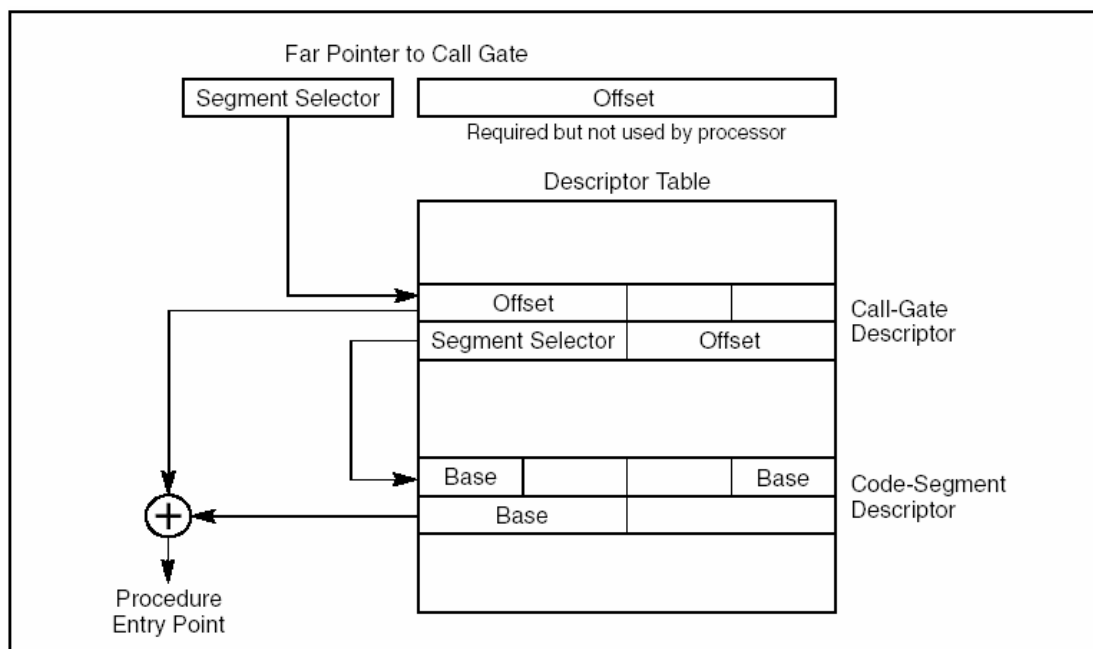 Far Pointer to Call Gate
Segment Selector
Offset
Required but not used by processor
Descriptor Table
Offset
Call-Gate
Descriptor
Segment Selector
Offset
Base
Base
Code-Segment
Descriptor
Base
+
Procedure
Entry Point